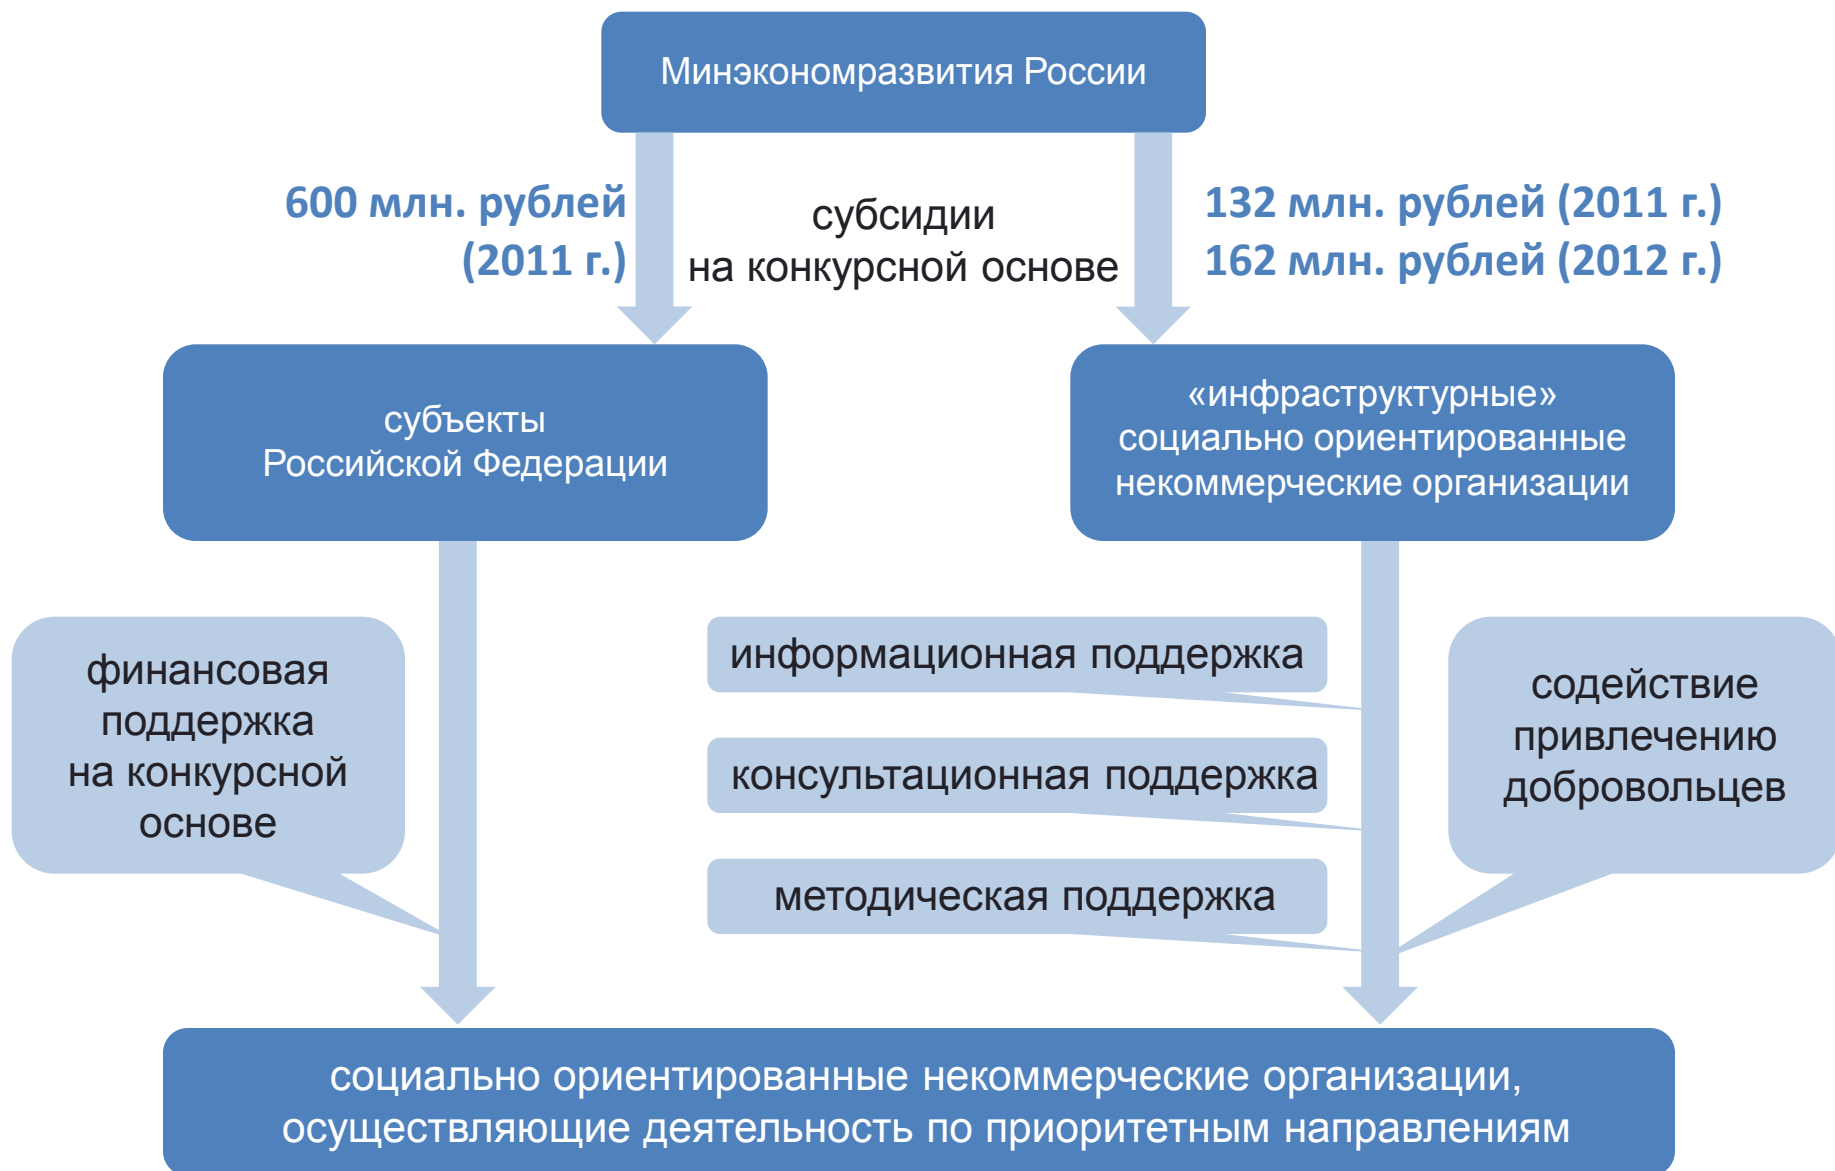 Минэкономразвития России
600 млн. рублей
(2011 г.)
субсидии
на конкурсной основе
132 млн. рублей (2011 г.)
162 млн. рублей (2012 г.)
субъекты
Российской Федерации
«инфраструктурные»
социально ориентированные
некоммерческие организации
финансовая
поддержка
на конкурсной
основе
информационная поддержка
консультационная поддержка
методическая поддержка
содействие
привлечению
добровольцев
социально ориентированные некоммерческие организации,
осуществляющие деятельность по приоритетным направлениям